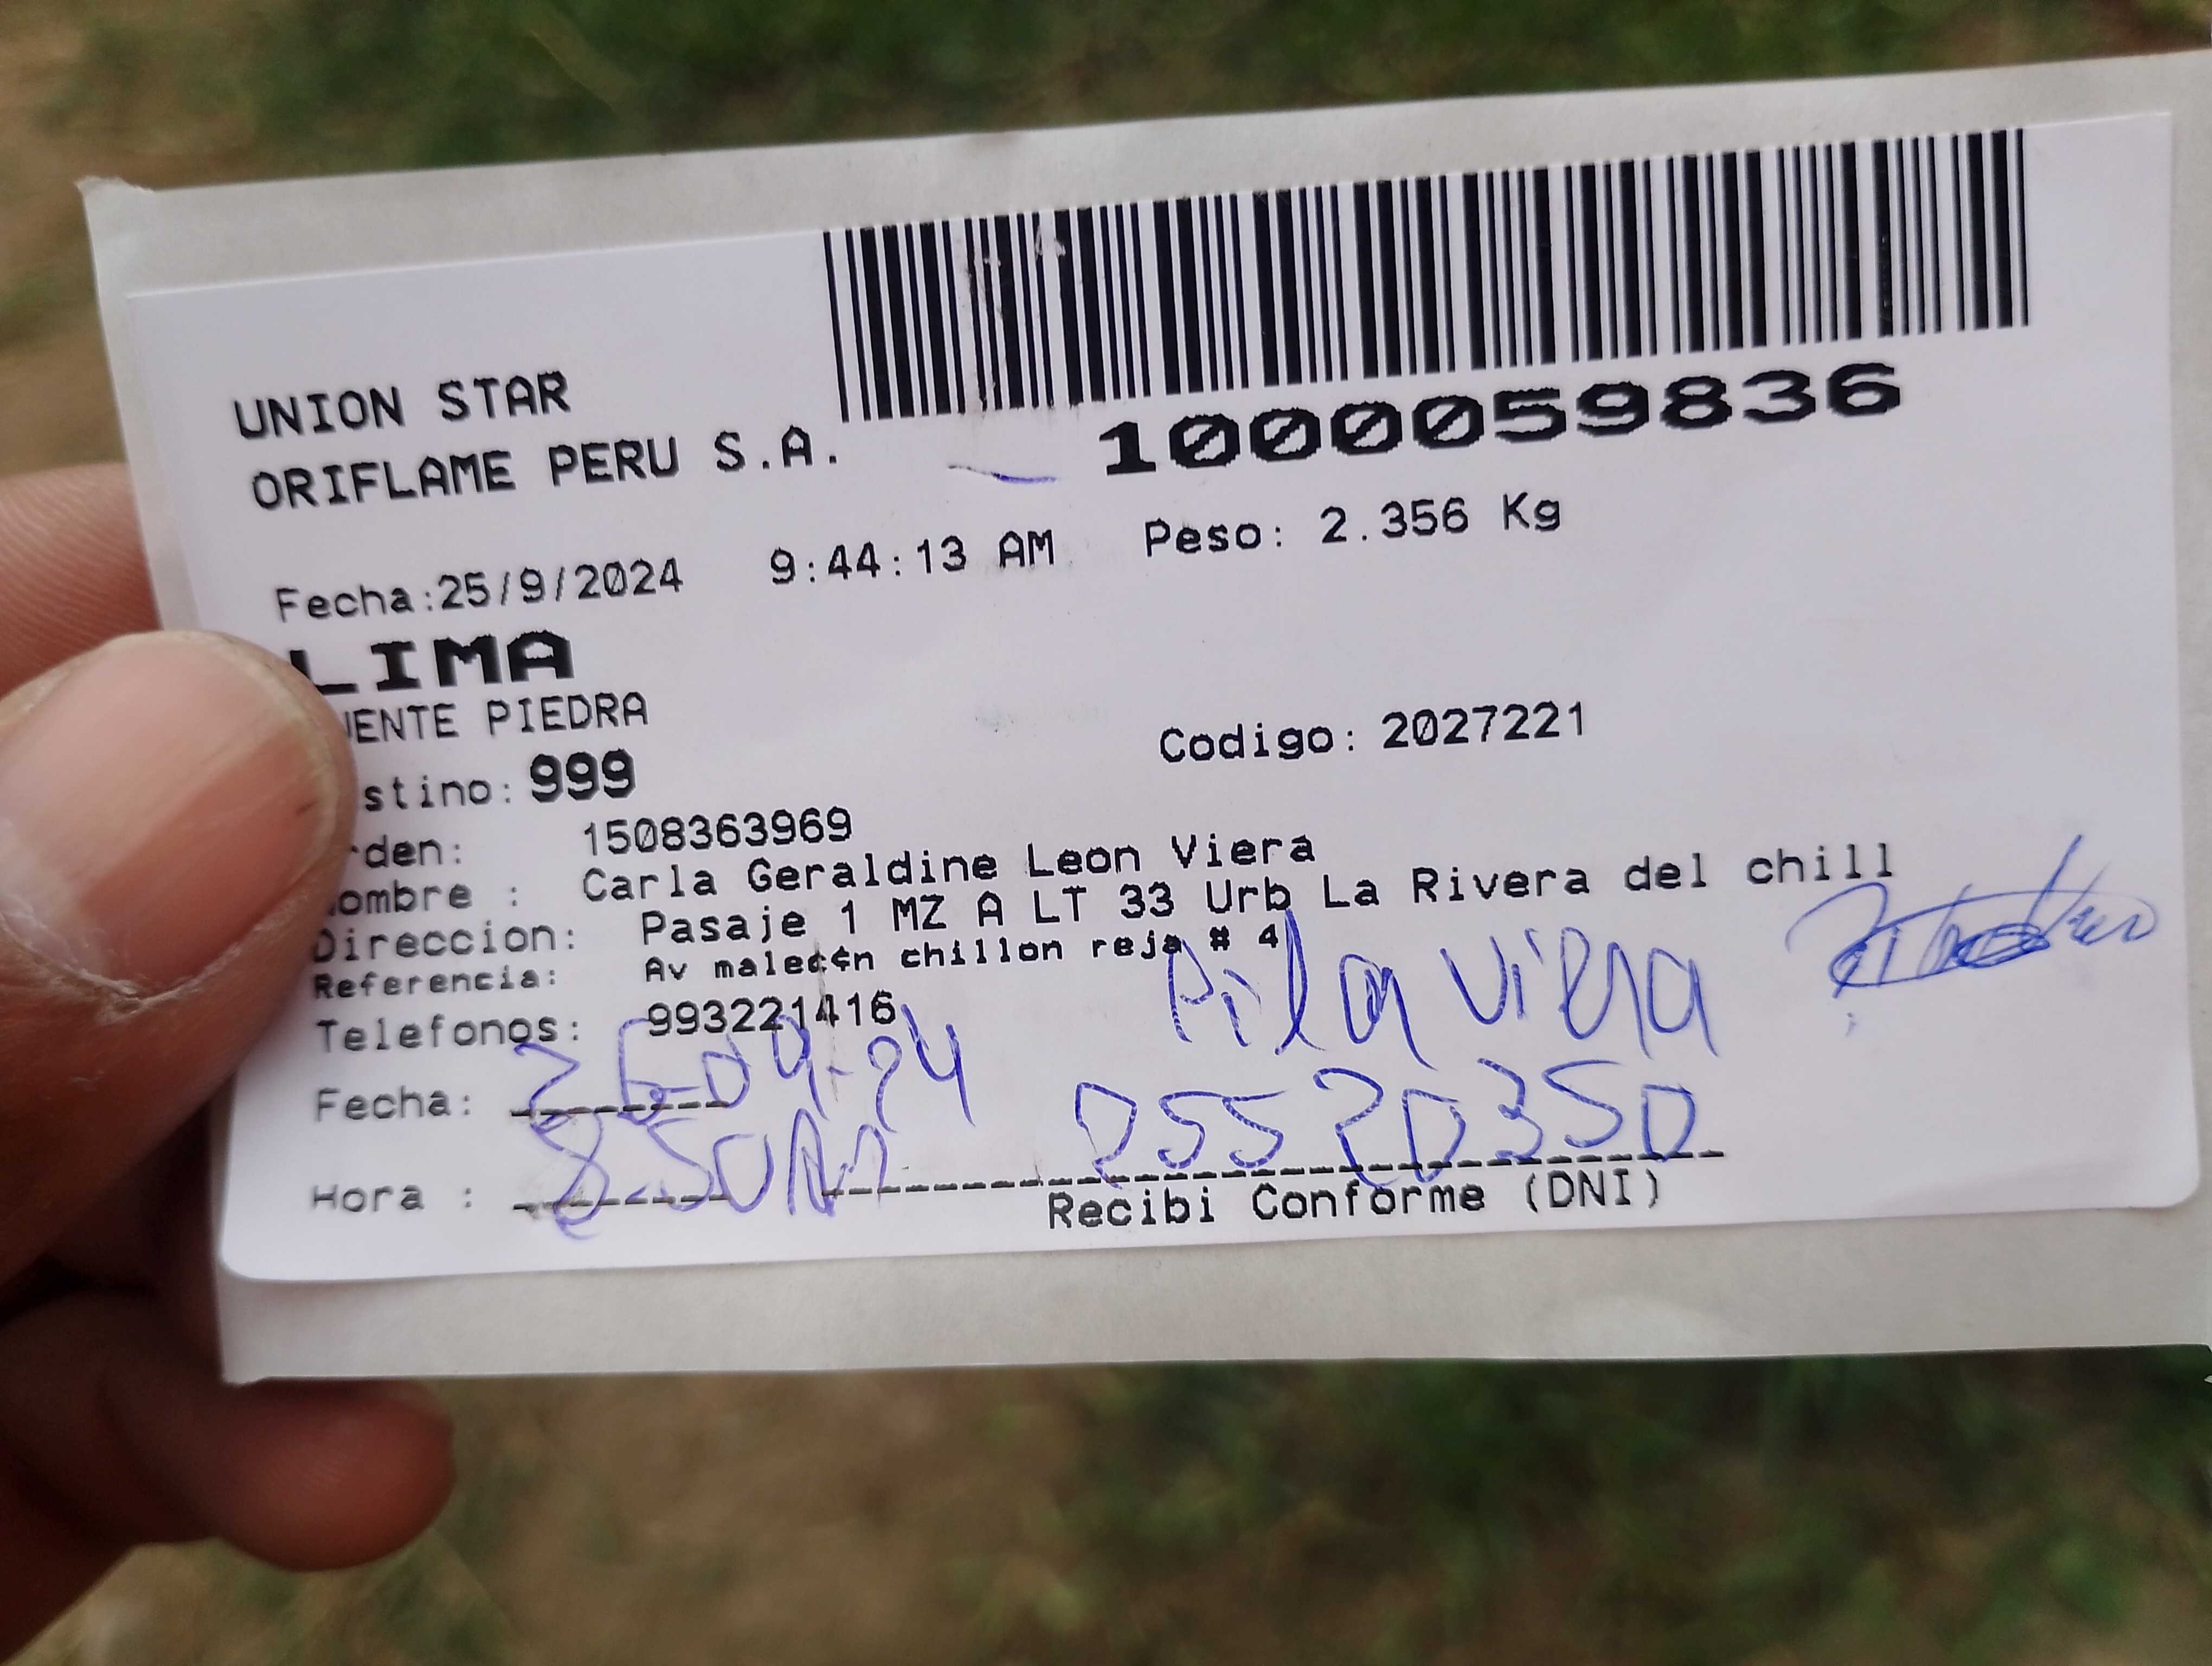 UNION STAR
ORIFLAME PERU S.A.
1000059836
Fecha:25/9/2024 9:44:13 AM Peso: 2.356 Kg
LIMA
UENTE PIEDRA
Codigo: 2027221
stino: 999
rden: 1508363969
ombre : Carla Geraldine Leon Viera
Direccion: Pasaje 1 MZ A LT 33 Urb La Rivera del chill
Referencia: Av malec¢n chillon reja # 4
Telefonos: 993221416
Viera
Fecha: 26-09-24
05520350
Hora : 8.50
Recibi Conforme (DNI)